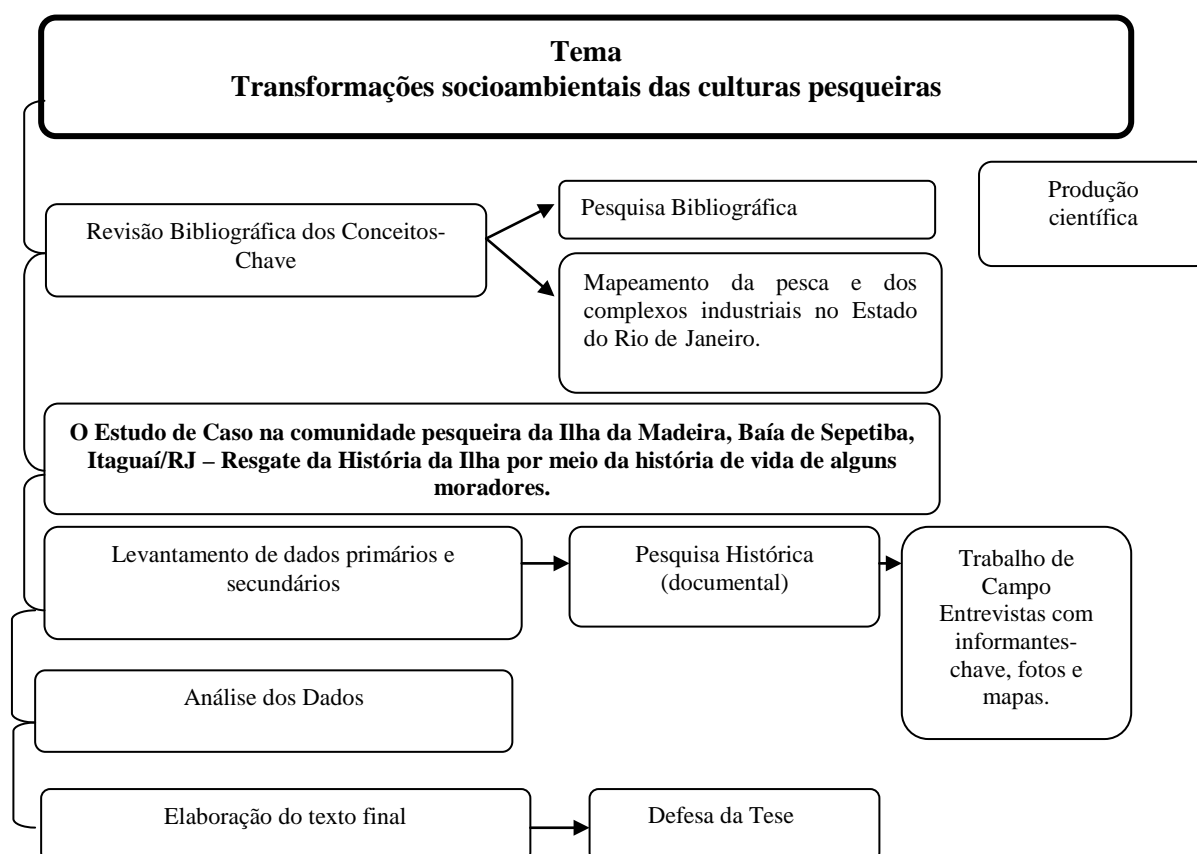 Tema
Transformações socioambientais das culturas pesqueiras
Produção
científica
Pesquisa Bibliográfica
Revisão Bibliográfica dos Conceitos-
Chave
Mapeamento da pesca e dos
complexos industriais no Estado
do Rio de Janeiro.
O Estudo de Caso na comunidade pesqueira da Ilha da Madeira, Baía de Sepetiba,
Itaguaí/RJ – Resgate da História da Ilha por meio da história de vida de alguns
moradores.
Levantamento de dados primários e
secundários
Pesquisa Histórica
(documental)
Trabalho de
Campo
Entrevistas com
informantes-
chave, fotos e
mapas.
Análise dos Dados
Elaboração do texto final
Defesa da Tese